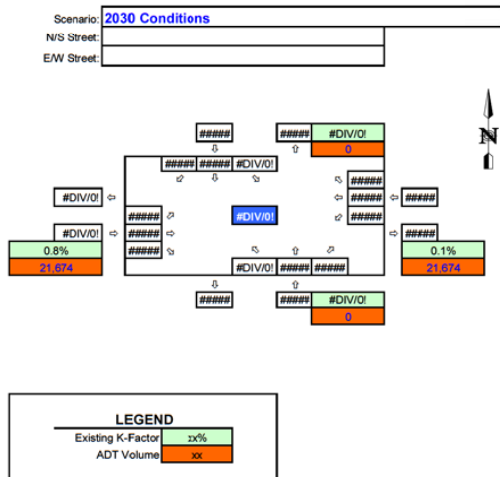 Scenario: 2030 Conditions
N/S Street:
E/W Street:
##### ##### #DIV/0!
0
N
##### ##### #DIV/0!
#####
#DIV/0! ##### #####
##### #DIV/0! #####
#DIV/0! ##### ##### #####
0.8% ##### 0.1%
21,674 #DIV/0! ##### ##### 21,674
##### ##### #DIV/0!
0
LEGEND
Existing K-Factor xx%
ADT Volume xx